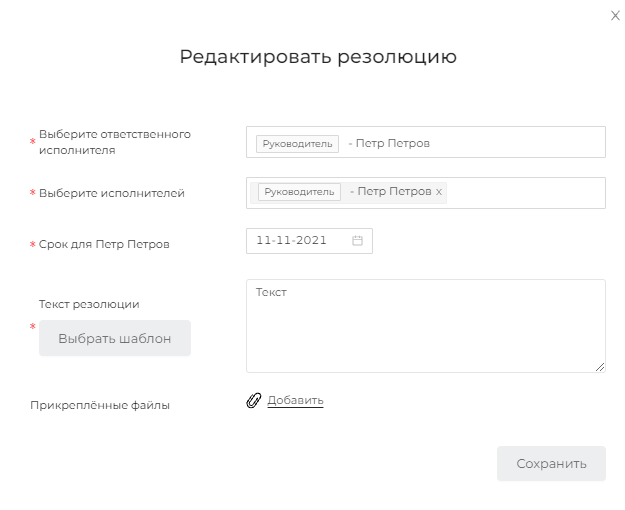 X
Редактировать резолюцию
* Выберите ответственного
исполнителя
Руководитель - Петр Петров
* Выберите исполнителей
Руководитель - Петр Петров x
* Срок для Петр Петров
11-11-2021
Текст резолюции
* Выбрать шаблон
Текст
Прикреплённые файлы
Добавить
Сохранить